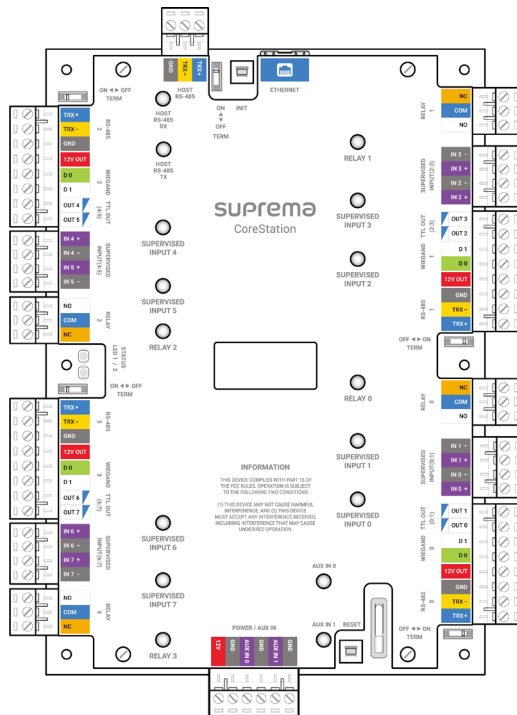 GND
TRX −
TRX +
HOST
RS-485
ETHERNET
ON ◄► OFF
TERM
HOST
RS-485
RX
ON
▲
▼
OFF
TERM
INIT
HOST
RS-485
TX
TRX +
TRX −
GND
12V OUT
D 0
D 1
OUT 4
OUT 5
RS-485
2
WIEGAND
2
TTL OUT
(4/5)
IN 4 +
IN 4 −
IN 5 +
IN 5 −
SUPERVISED
INPUT(4/5)
NO
COM
NC
RELAY
2
STATUS
LED 1 / 2
ON ◄► OFF
TERM
TRX +
TRX −
GND
12V OUT
D 0
D 1
OUT 6
OUT 7
RS-485
3
WIEGAND
3
TTL OUT
(6/7)
IN 6 +
IN 6 −
IN 7 +
IN 7 −
SUPERVISED
INPUT(6/7)
NO
COM
NC
RELAY
3
suprema
CoreStation
SUPERVISED
INPUT 4
SUPERVISED
INPUT 5
RELAY 2
SUPERVISED
INPUT 6
SUPERVISED
INPUT 7
RELAY 3
RELAY 1
SUPERVISED
INPUT 3
SUPERVISED
INPUT 2
RELAY 0
SUPERVISED
INPUT 1
SUPERVISED
INPUT 0
INFORMATION
THIS DEVICE COMPLIES WITH PART 15 OF
THE FCC RULES, OPERATION IS SUBJECT
TO THE FOLLOWING TWO CONDITIONS:
(1) THIS DEVICE MAY NOT CAUSE HARMFUL
INTERFERENCE, AND (2) THIS DEVICE
MUST ACCEPT ANY INTERFERENCE RECEIVED,
INCLUDING INTERFERENCE THAT MAY CAUSE
UNDESIRED OPERATION.
AUX IN 0
AUX IN 1
RESET
POWER / AUX IN
12V
GND
AUX IN 0
GND
AUX IN 1
GND
RELAY
1
NC
COM
NO
SUPERVISED
INPUT(2:3)
IN 3 −
IN 3 +
IN 2 −
IN 2 +
TTL OUT
(2:3)
WIEGAND
1
RS-485
1
OUT 3
OUT 2
D 1
D 0
12V OUT
GND
TRX −
TRX +
OFF ◄► ON
TERM
RELAY
0
NC
COM
NO
SUPERVISED
INPUT(0:1)
IN 1 −
IN 1 +
IN 0 −
IN 0 +
TTL OUT
(0:1)
WIEGAND
0
RS-485
0
OUT 1
OUT 0
D 1
D 0
12V OUT
GND
TRX −
TRX +
OFF ◄► ON
TERM